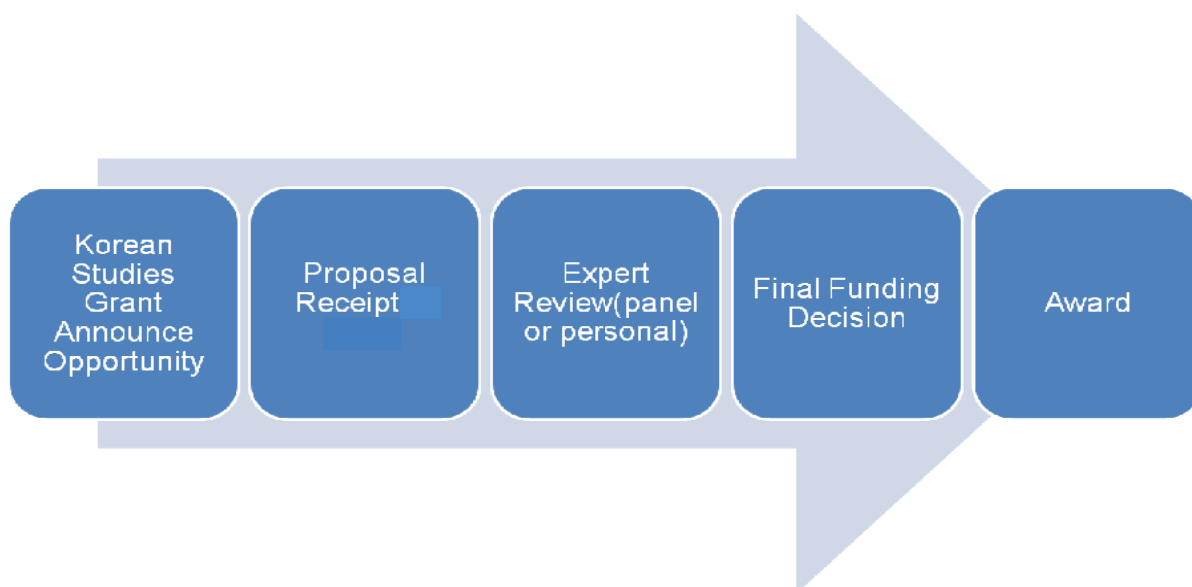 Korean
Studies
Grant
Announce
Opportunity
Proposal
Receipt
Expert
Review(panel
or personal)
Final Funding
Decision
Award